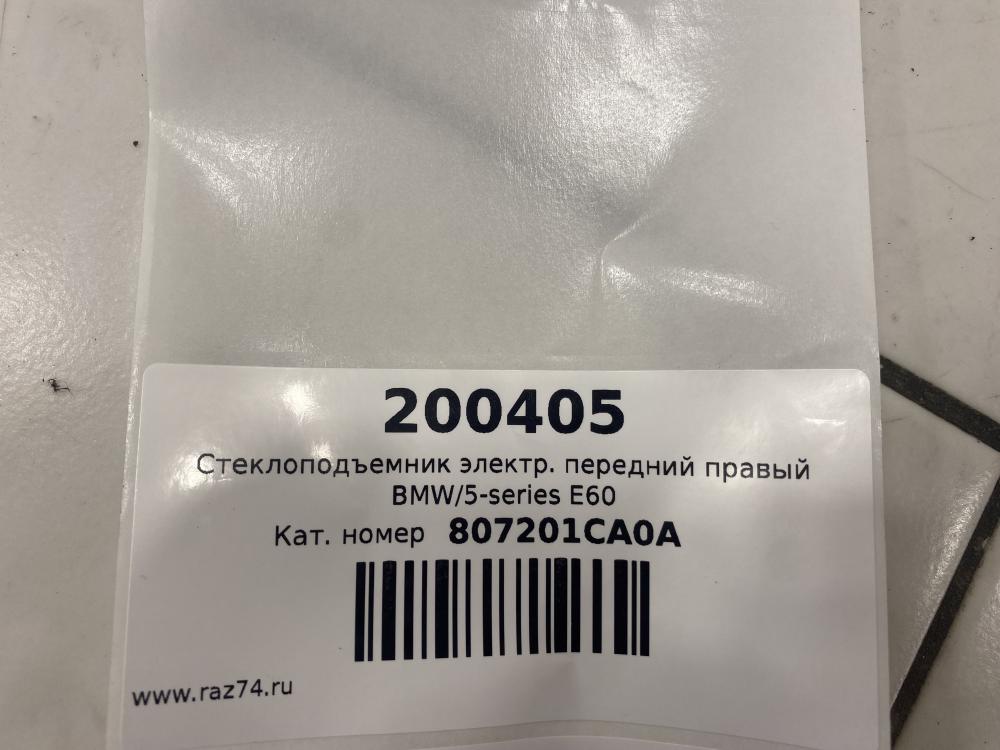 200405
Стеклоподъемник электр. передний правый
BMW/5-series E60
Кат. номер 807201CA0A
www.raz74.ru